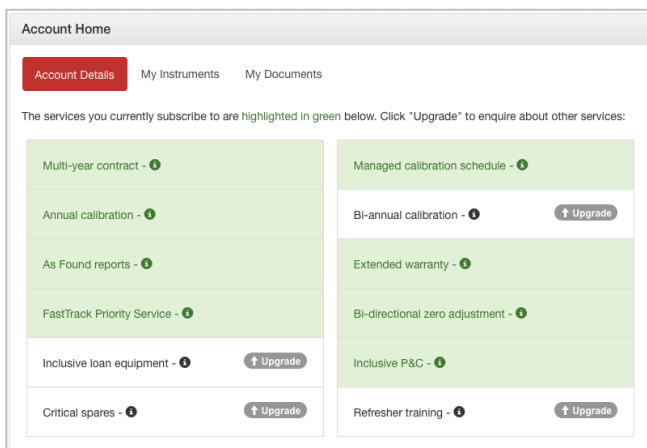 Account Home
Account Details My Instruments My Documents
The services you currently subscribe to are highlighted in green below. Click "Upgrade" to enquire about other services:
Multi-year contract -
Managed calibration schedule -
Annual calibration -
Bi-annual calibration - Upgrade
As Found reports -
Extended warranty -
FastTrack Priority Service -
Bi-directional zero adjustment -
Inclusive loan equipment - Upgrade
Inclusive P&C -
Critical spares - Upgrade
Refresher training - Upgrade